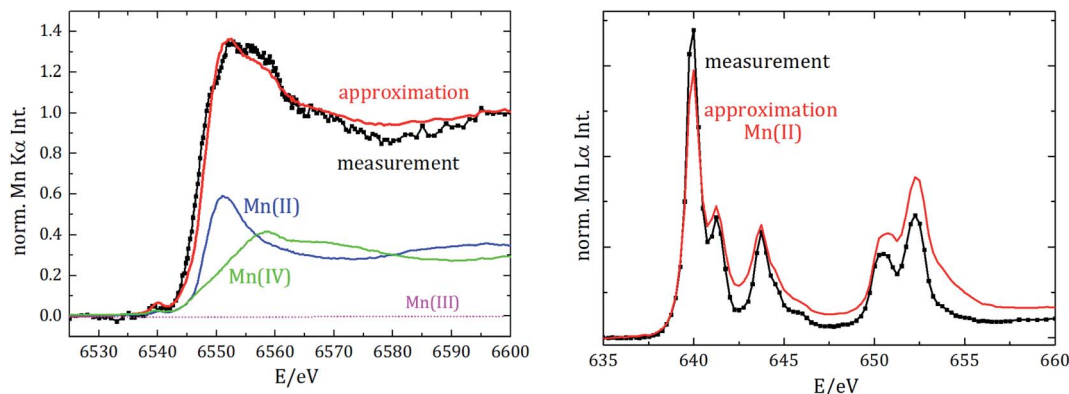 norm. Mn Kα Int.
1.4
1.2
1.0
0.8
0.6
0.4
0.2
0.0
approximation
measurement
Mn(II)
Mn(IV)
Mn(III)
6530 6540 6550 6560 6570 6580 6590 6600
E/eV
norm. Mn Lα Int.
measurement
approximation
Mn(II)
635 640 645 650 655 660
E/eV